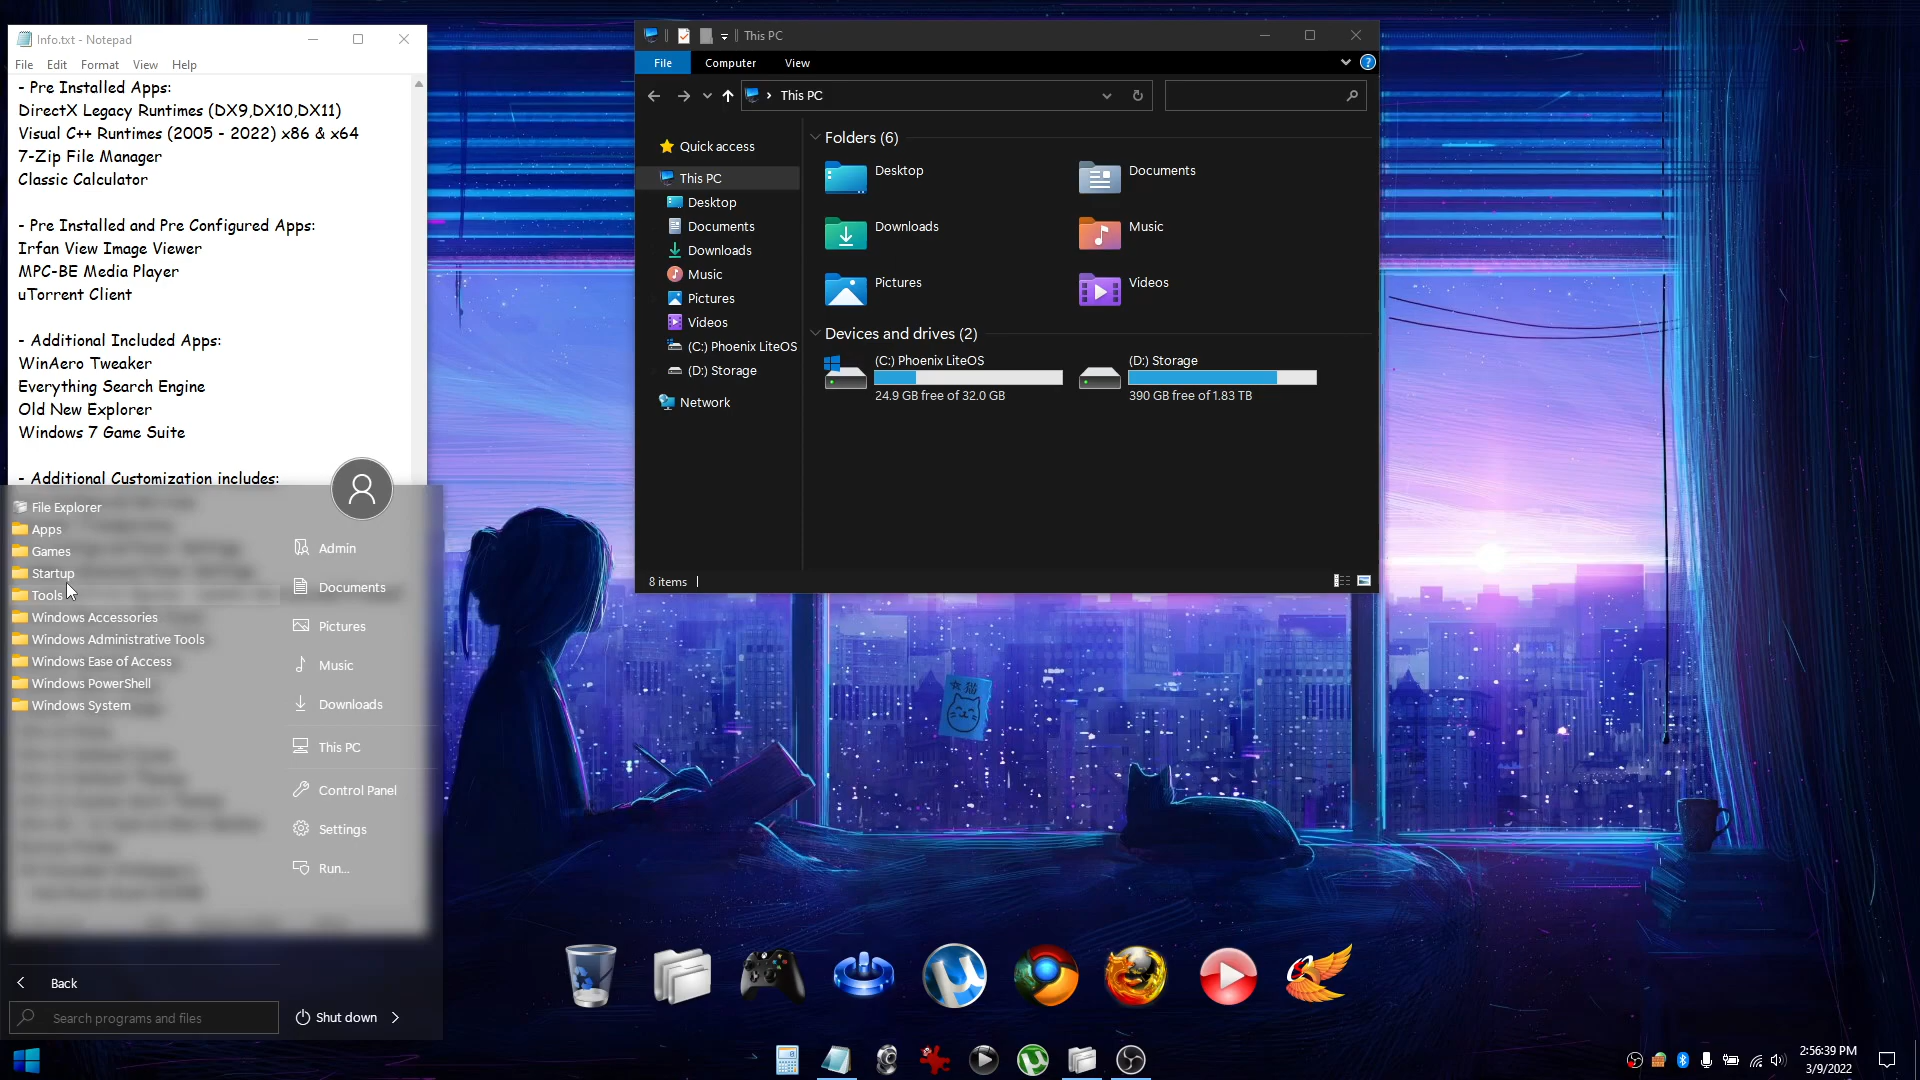 Info.txt - Notepad
File Edit Format View Help
- Pre Installed Apps:
DirectX Legacy Runtimes (DX9,DX10,DX11)
Visual C++ Runtimes (2005 - 2022) x86 & x64
7-Zip File Manager
Classic Calculator
- Pre Installed and Pre Configured Apps:
Irfan View Image Viewer
MPC-BE Media Player
uTorrent Client
- Additional Included Apps:
WinAero Tweaker
Everything Search Engine
Old New Explorer
Windows 7 Game Suite
- Additional Customization includes:
File Explorer
Apps
Games
Startup
Tools
Windows Accessories
Windows Administrative Tools
Windows Ease of Access
Windows PowerShell
Windows System
Back
Search programs and files
Admin
Documents
Pictures
Music
Downloads
This PC
Control Panel
Settings
Run...
Shut down
This PC
File Computer View
This PC
Quick access
This PC
Desktop
Documents
Downloads
Music
Pictures
Videos
(C:) Phoenix LiteOS
(D:) Storage
Network
Folders (6)
Desktop
Documents
Downloads
Music
Pictures
Videos
Devices and drives (2)
(C:) Phoenix LiteOS
24.9 GB free of 32.0 GB
(D:) Storage
390 GB free of 1.83 TB
8 items
2:56:39 PM
3/9/2022